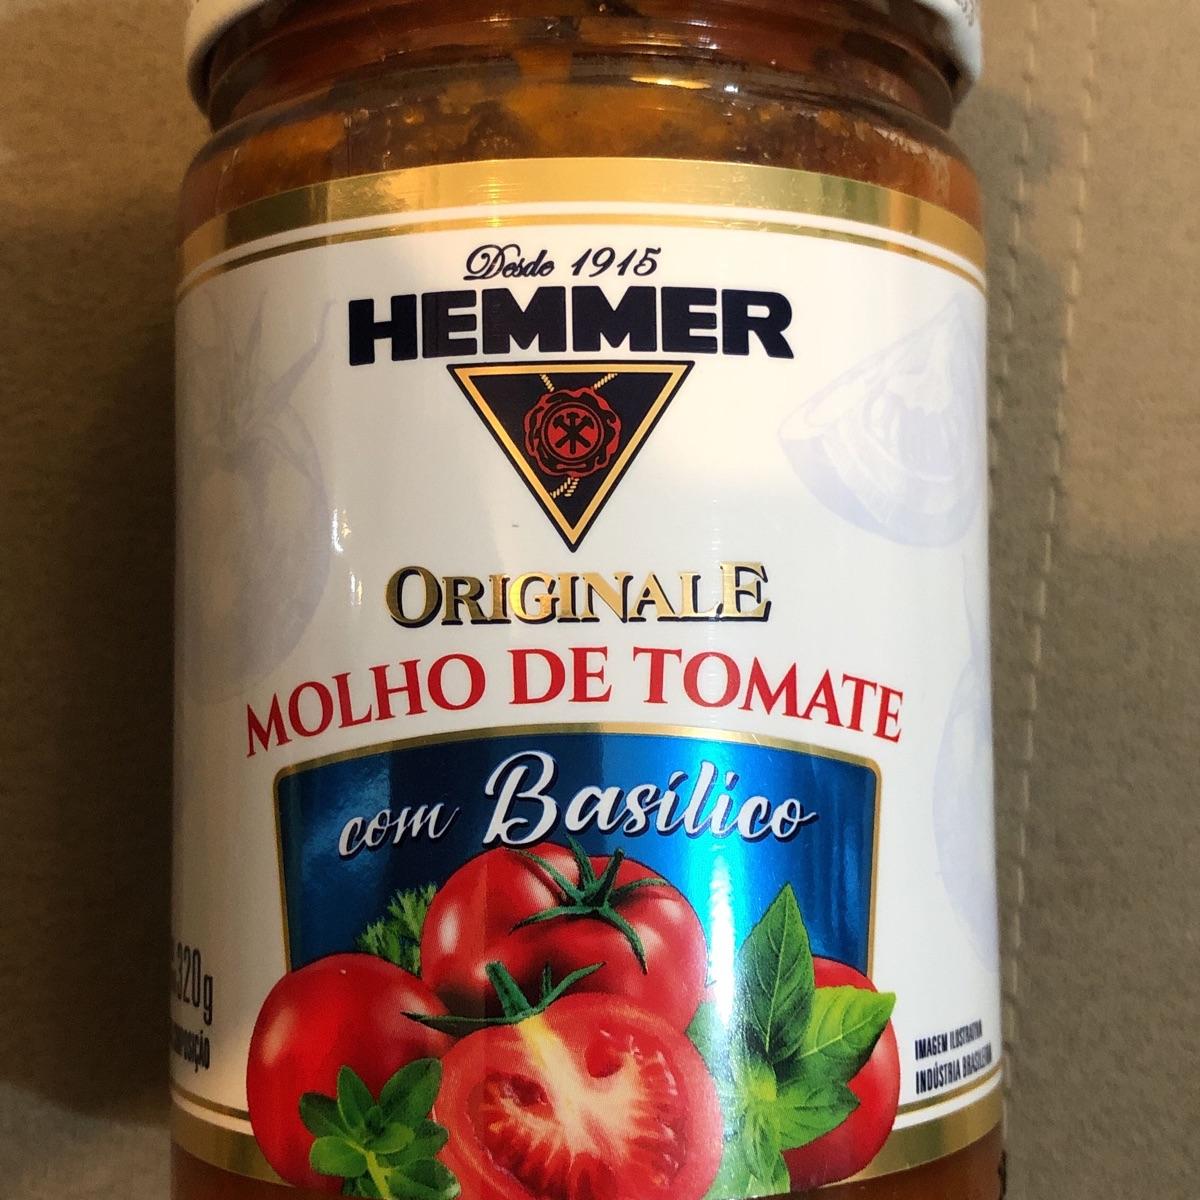 Desde 1915
HEMMER
ORIGINALE
MOLHO DE TOMATE
com Basílico
320g
IMAGEM ILUSTRATIVA
INDÚSTRIA BRASILEIRA